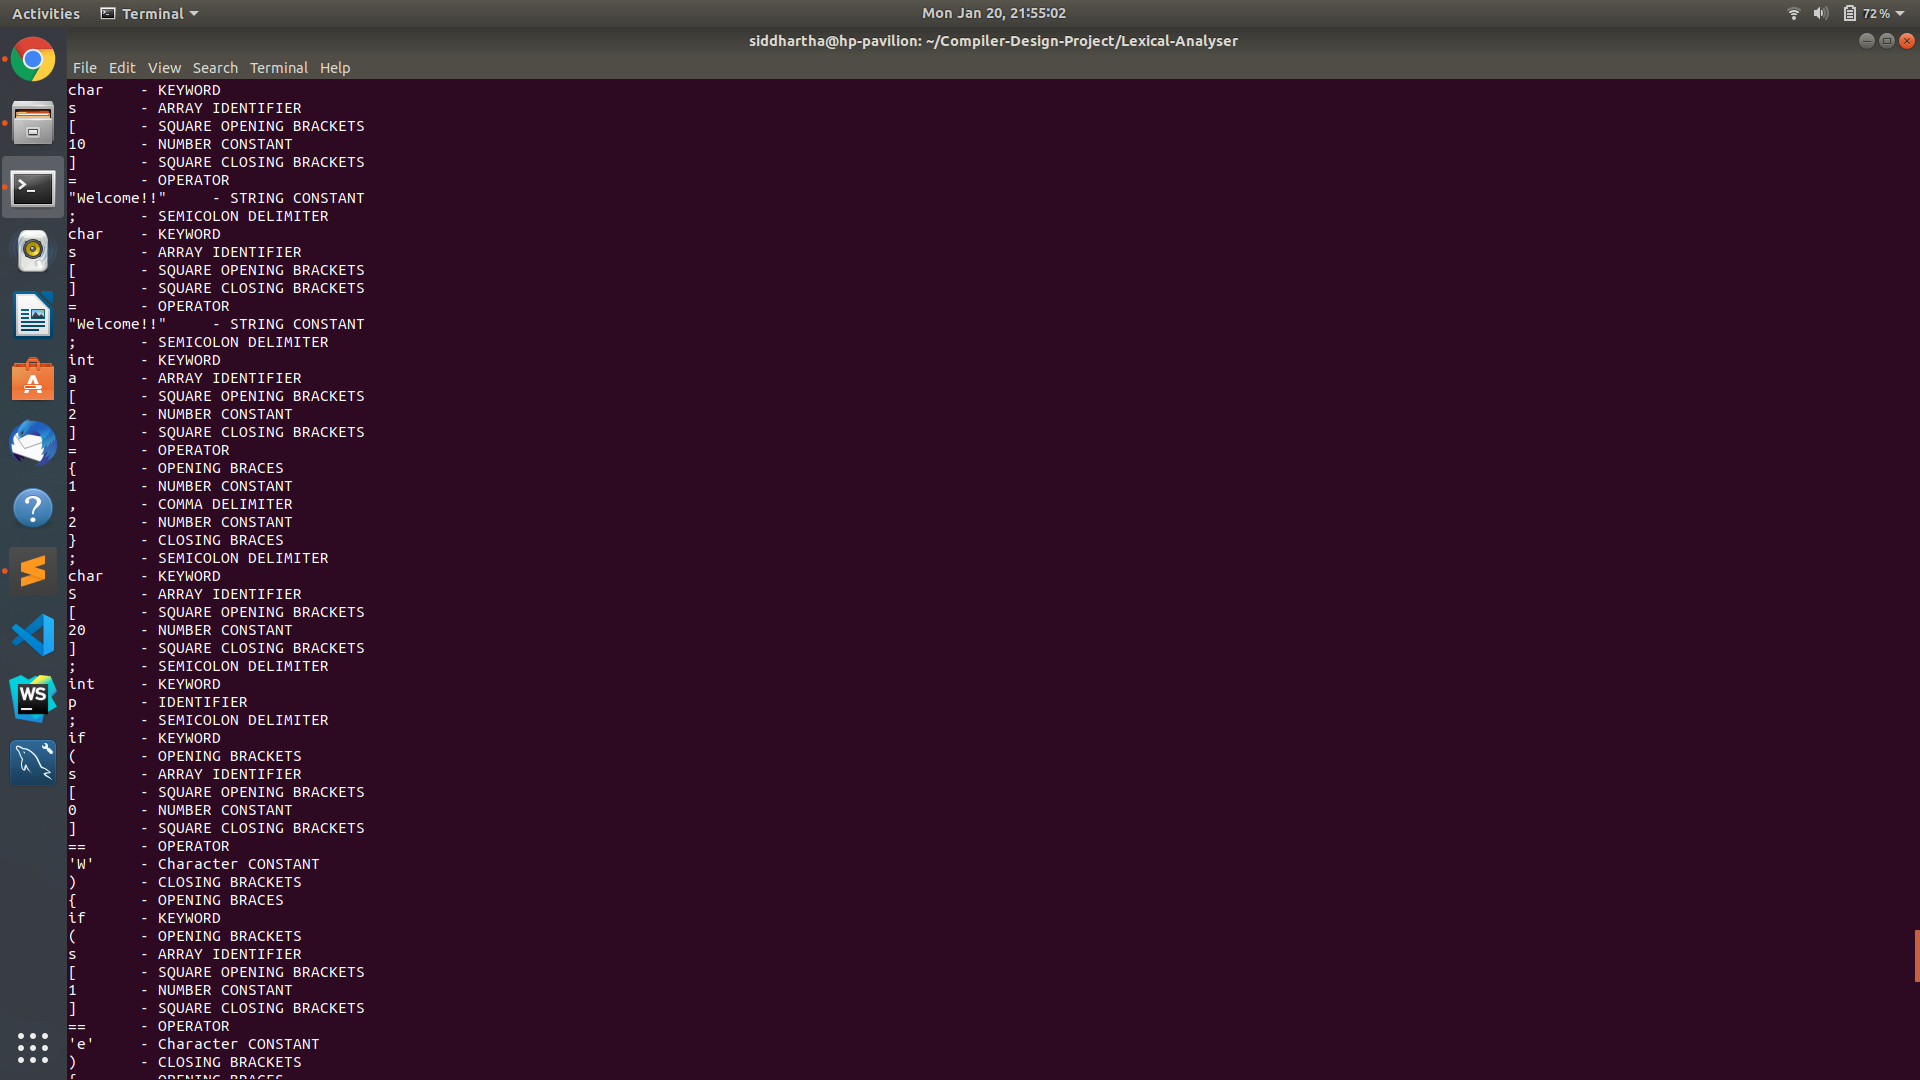 Activities Terminal Mon Jan 20, 21:55:02 72%
siddhartha@hp-pavilion: ~/Compiler-Design-Project/Lexical-Analyser
File Edit View Search Terminal Help
char - KEYWORD
s - ARRAY IDENTIFIER
[ - SQUARE OPENING BRACKETS
10 - NUMBER CONSTANT
] - SQUARE CLOSING BRACKETS
= - OPERATOR
"Welcome!!" - STRING CONSTANT
; - SEMICOLON DELIMITER
char - KEYWORD
s - ARRAY IDENTIFIER
[ - SQUARE OPENING BRACKETS
] - SQUARE CLOSING BRACKETS
= - OPERATOR
"Welcome!!" - STRING CONSTANT
; - SEMICOLON DELIMITER
int - KEYWORD
a - ARRAY IDENTIFIER
[ - SQUARE OPENING BRACKETS
2 - NUMBER CONSTANT
] - SQUARE CLOSING BRACKETS
= - OPERATOR
{ - OPENING BRACES
1 - NUMBER CONSTANT
, - COMMA DELIMITER
2 - NUMBER CONSTANT
} - CLOSING BRACES
; - SEMICOLON DELIMITER
char - KEYWORD
S - ARRAY IDENTIFIER
[ - SQUARE OPENING BRACKETS
20 - NUMBER CONSTANT
] - SQUARE CLOSING BRACKETS
; - SEMICOLON DELIMITER
int - KEYWORD
p - IDENTIFIER
; - SEMICOLON DELIMITER
if - KEYWORD
( - OPENING BRACKETS
s - ARRAY IDENTIFIER
[ - SQUARE OPENING BRACKETS
0 - NUMBER CONSTANT
] - SQUARE CLOSING BRACKETS
== - OPERATOR
'W' - Character CONSTANT
) - CLOSING BRACKETS
{ - OPENING BRACES
if - KEYWORD
( - OPENING BRACKETS
s - ARRAY IDENTIFIER
[ - SQUARE OPENING BRACKETS
1 - NUMBER CONSTANT
] - SQUARE CLOSING BRACKETS
== - OPERATOR
'e' - Character CONSTANT
) - CLOSING BRACKETS
{ - OPENING BRACES
WS